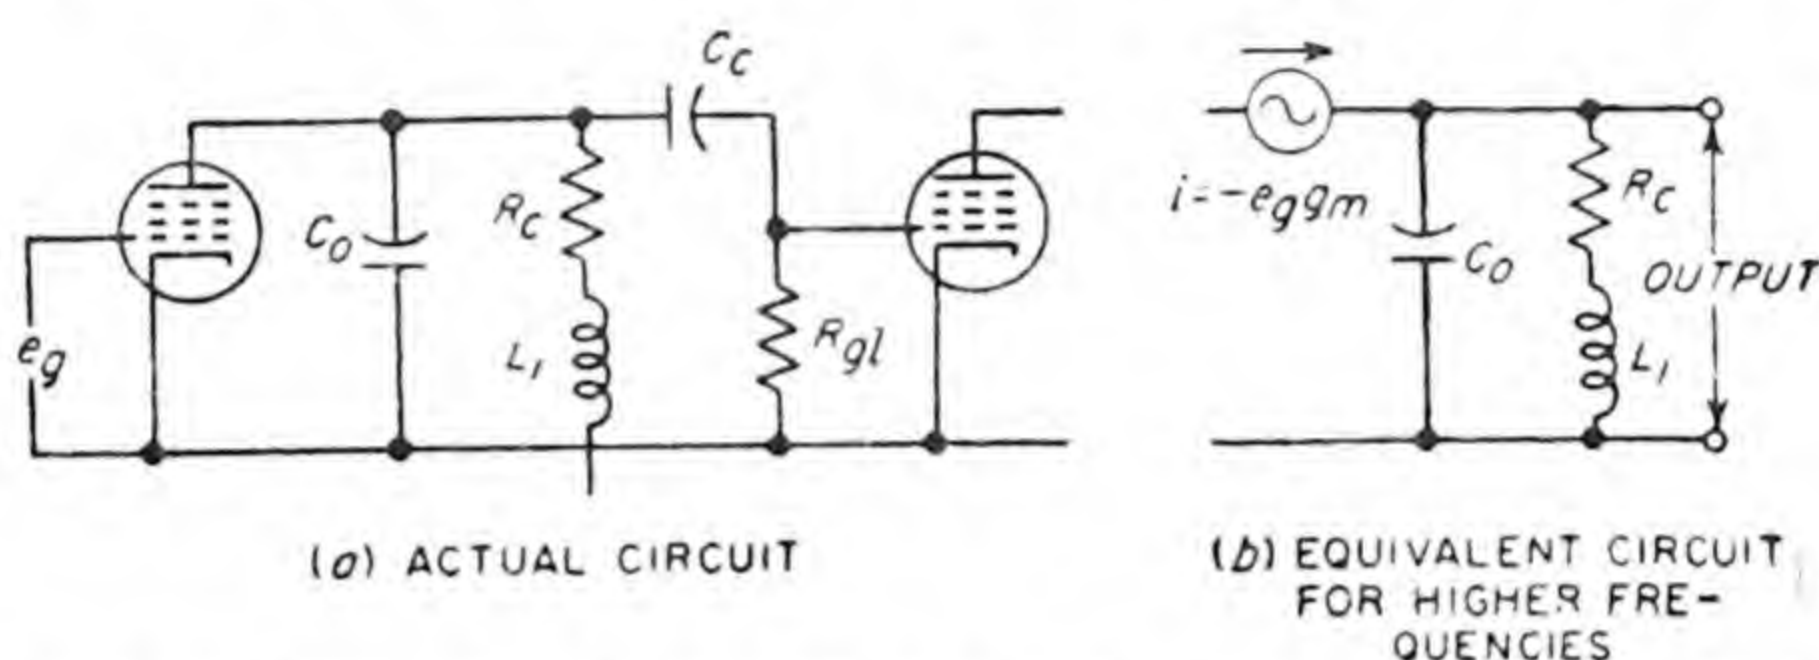 Cc
Co
Rc
L1
Rgl
eg
(a) ACTUAL CIRCUIT
i=-eggm
Co
Rc
L1
OUTPUT
(b) EQUIVALENT CIRCUIT
FOR HIGHER FRE-
QUENCIES